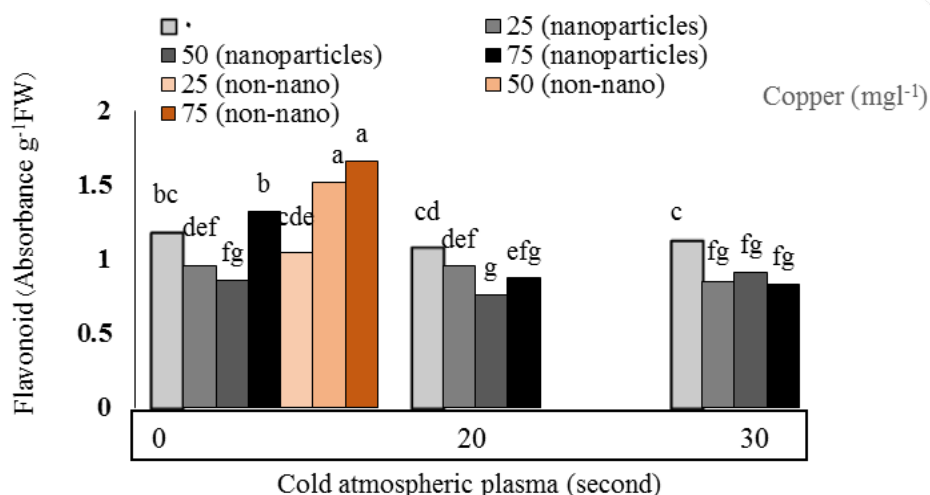 · 25 (nanoparticles)
50 (nanoparticles) 75 (nanoparticles)
25 (non-nano) 50 (non-nano)
75 (non-nano)
Copper (mgl⁻¹)
Flavonoid (Absorbance g⁻¹FW)
2
1.5
1
0.5
0
bc def fg b cde a a
cd def g efg
c fg fg fg
0 20 30
Cold atmospheric plasma (second)